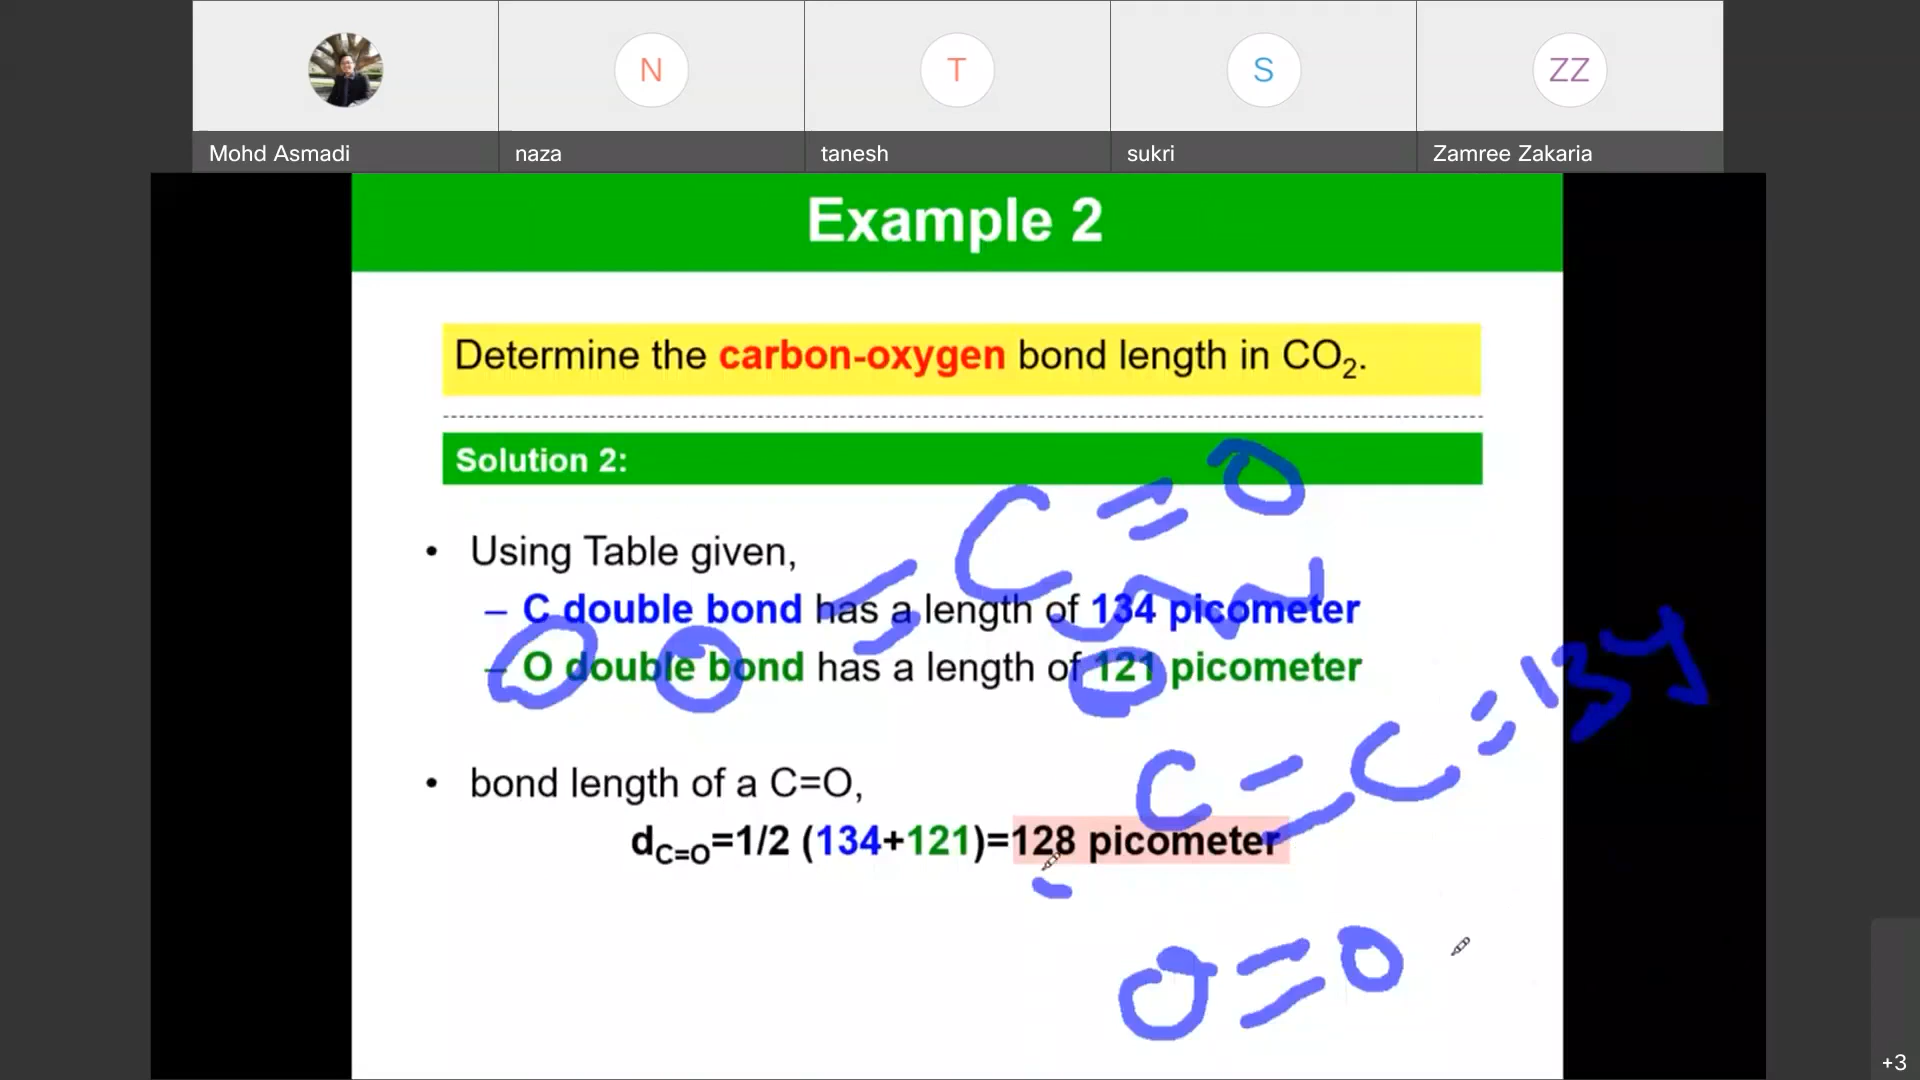 N
T
S
ZZ
Mohd Asmadi
naza
tanesh
sukri
Zamree Zakaria
Example 2
Determine the carbon-oxygen bond length in CO₂.
Solution 2:
O = C = O
• Using Table given,
– C double bond has a length of 134 picometer
– O double bond has a length of 121 picometer
C = C = 134
• bond length of a C=O,
d_C=O=1/2 (134+121)=128 picometer
O = O
+3